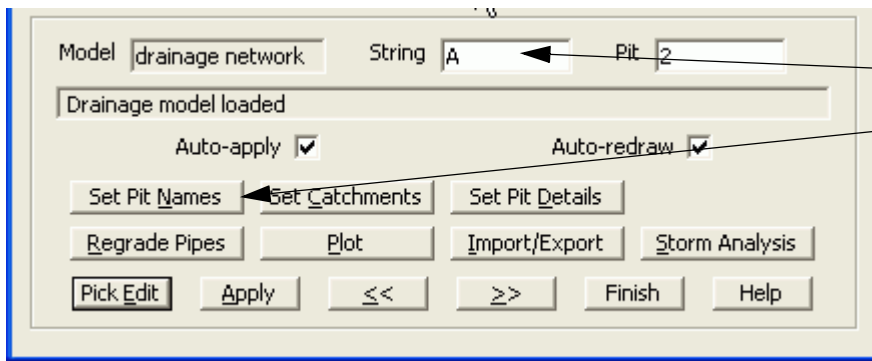 Model drainage network String A Pit 2
Drainage model loaded
Auto-apply Auto-redraw
Set Pit Names Set Catchments Set Pit Details
Regrade Pipes Plot Import/Export Storm Analysis
Pick Edit Apply << >> Finish Help